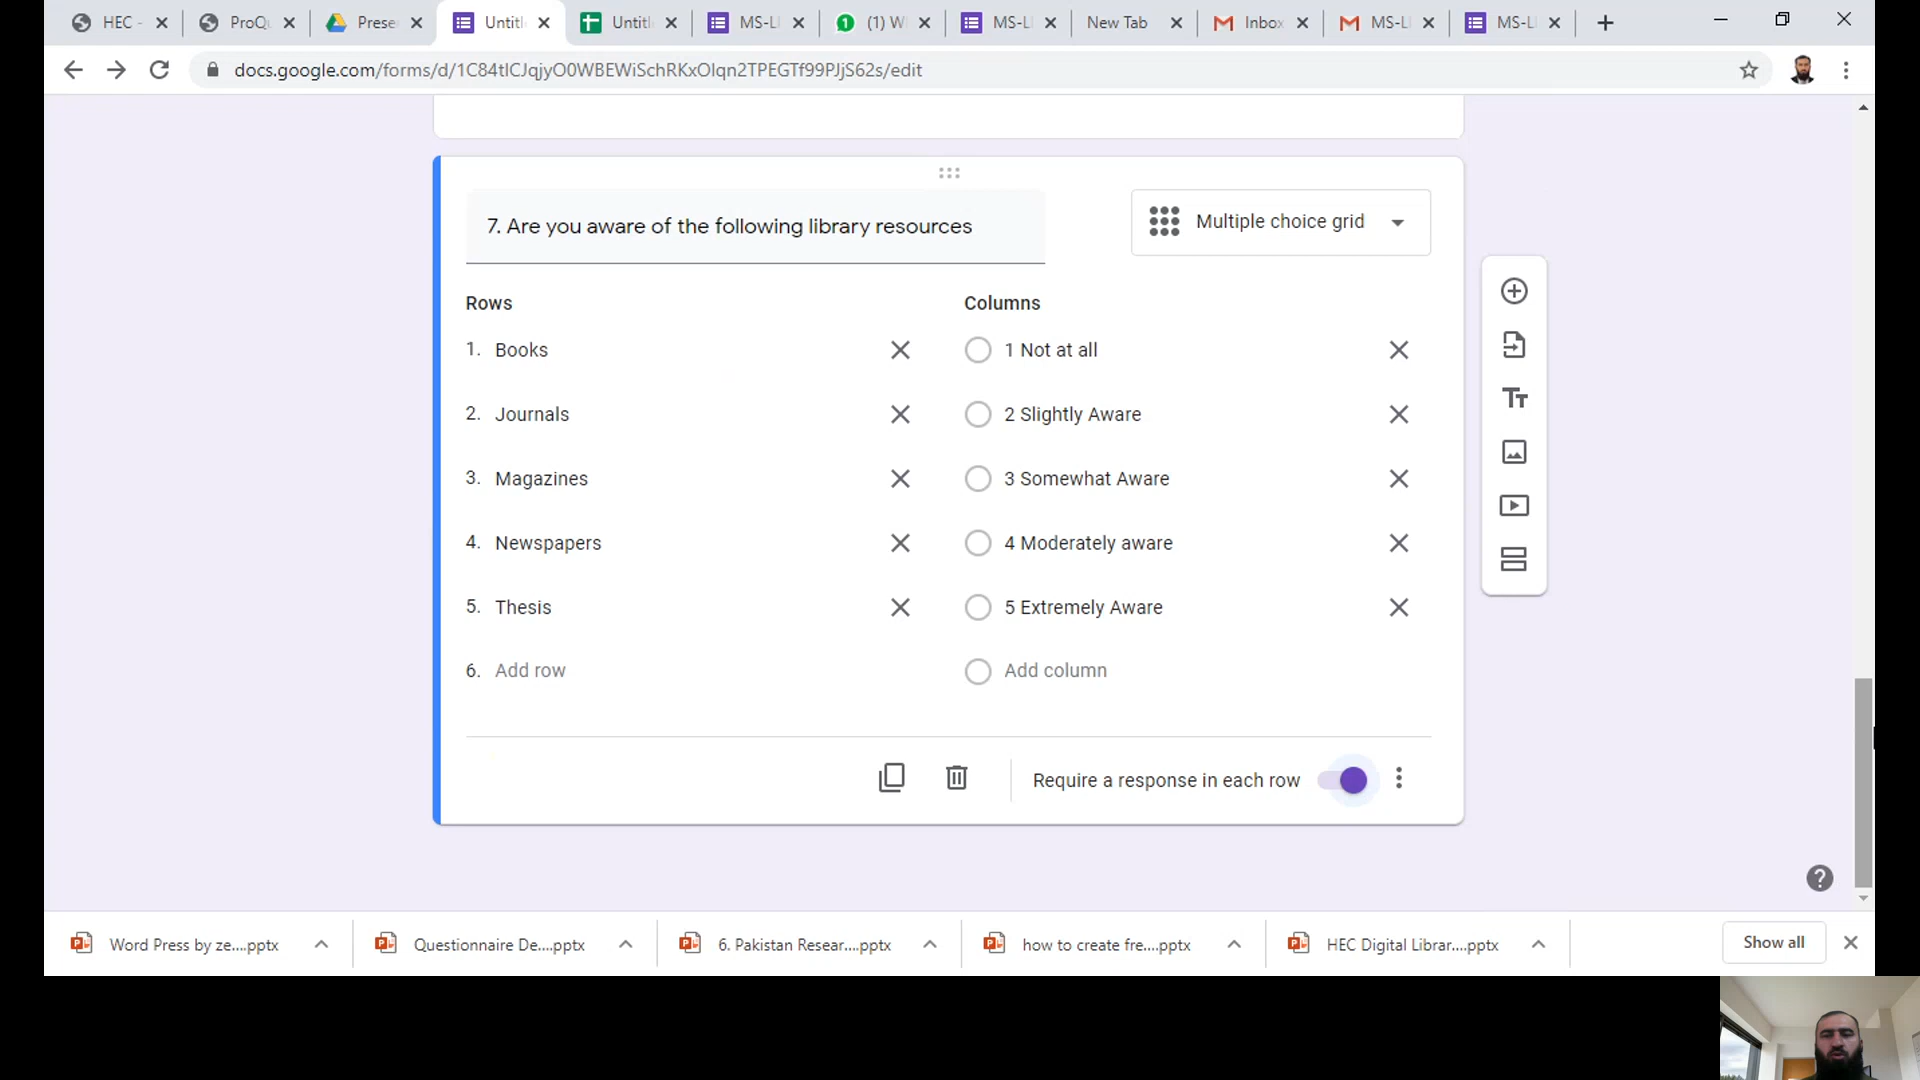 HEC -
ProQu
Prese
Untitl
Untitl
MS-LI
1
(1) W
MS-LI
New Tab
Inbox
MS-LI
MS-LI
docs.google.com/forms/d/1C84tICJqjyO0WBEWiSchRKxOIqn2TPEGTf99PJjS62s/edit
7. Are you aware of the following library resources
Multiple choice grid
Rows
Columns
1. Books
1 Not at all
2. Journals
2 Slightly Aware
3. Magazines
3 Somewhat Aware
4. Newspapers
4 Moderately aware
5. Thesis
5 Extremely Aware
6. Add row
Add column
Require a response in each row
Word Press by ze....pptx
Questionnaire De....pptx
6. Pakistan Resear....pptx
how to create fre....pptx
HEC Digital Librar....pptx
Show all